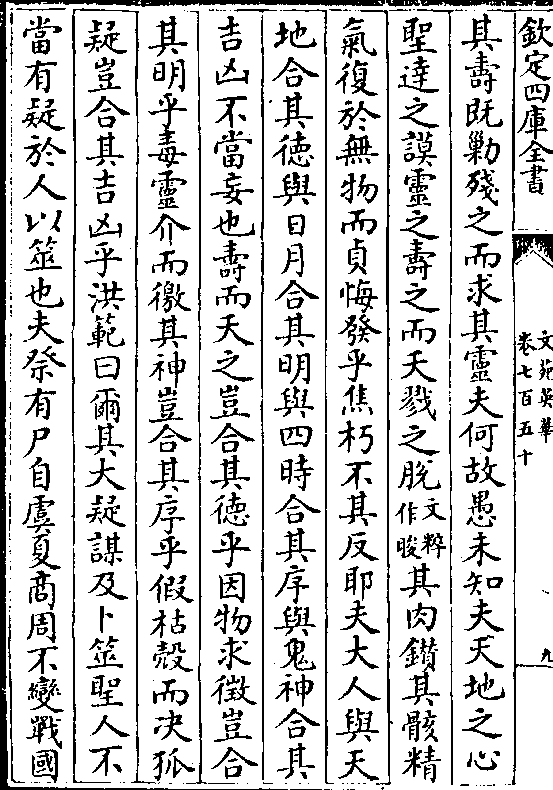 欽定四庫全書
文苑英華
卷七百五十
九
其壽既勦殘之而求其靈夫何故愚未知夫天地之心
聖達之謨靈之壽之而夭戮之脱文粹作朘其肉鑚其骸精
氣復於無物而貞悔發乎焦朽不其反耶夫大人與天
地合其徳與日月合其明與四時合其序與鬼神合其
吉凶不當妄也壽而夭之豈合其徳乎因物求徴豈合
其明乎毒靈介而徼其神豈合其序乎假枯殻而决狐
疑豈合其吉凶乎洪範曰爾其大疑謀及卜筮聖人不
當有疑於人以筮也夫祭有尸自虞夏商周不變戰國